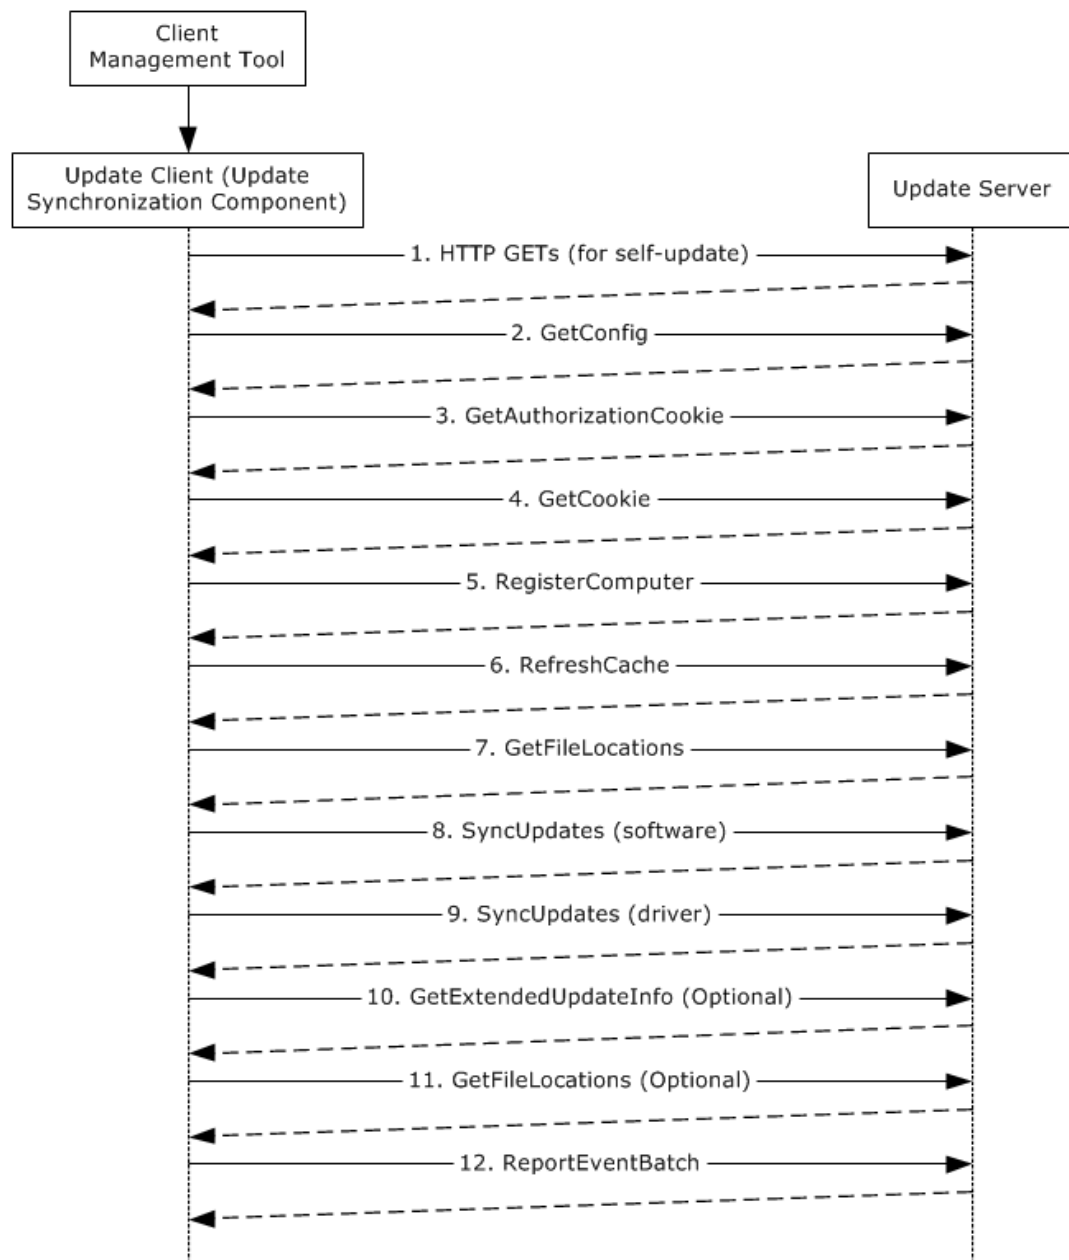 Client
Management Tool
Update Client (Update
Synchronization Component)
Update Server
1. HTTP GETs (for self-update)
2. GetConfig
3. GetAuthorizationCookie
4. GetCookie
5. RegisterComputer
6. RefreshCache
7. GetFileLocations
8. SyncUpdates (software)
9. SyncUpdates (driver)
10. GetExtendedUpdateInfo (Optional)
11. GetFileLocations (Optional)
12. ReportEventBatch